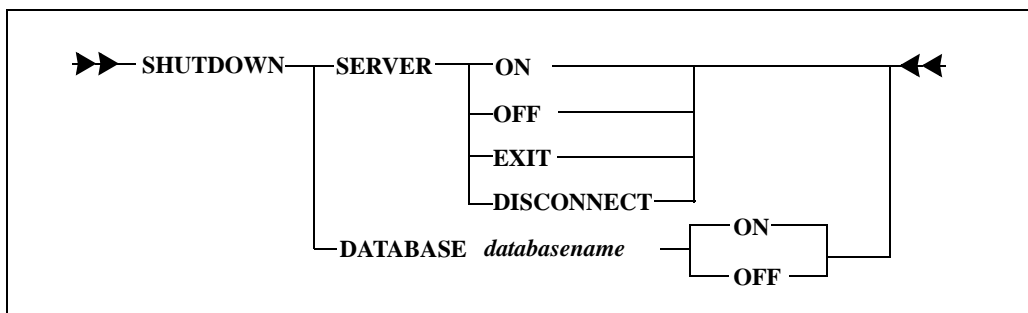 SHUTDOWN SERVER ON
OFF
EXIT
DISCONNECT
DATABASE databasename ON
OFF